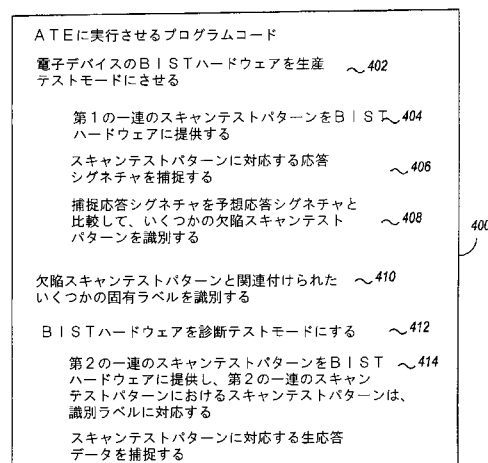 ATEに実行させるプログラムコード
電子デバイスのBISTハードウェアを生産 402
テストモードにさせる
第1の一連のスキャンテストパターンをBIST 404
ハードウェアに提供する
スキャンテストパターンに対応する応答
シグネチャを捕捉する 406
捕捉応答シグネチャを予想応答シグネチャと
比較して、いくつかの欠陥スキャンテスト 408
パターンを識別する
400
欠陥スキャンテストパターンと関連付けられた 410
いくつかの固有ラベルを識別する
BISTハードウェアを診断テストモードにする 412
第2の一連のスキャンテストパターンをBIST 414
ハードウェアに提供し、第2の一連のスキャン
テストパターンにおけるスキャンテストパターンは、
識別ラベルに対応する
スキャンテストパターンに対応する生応答
データを捕捉する